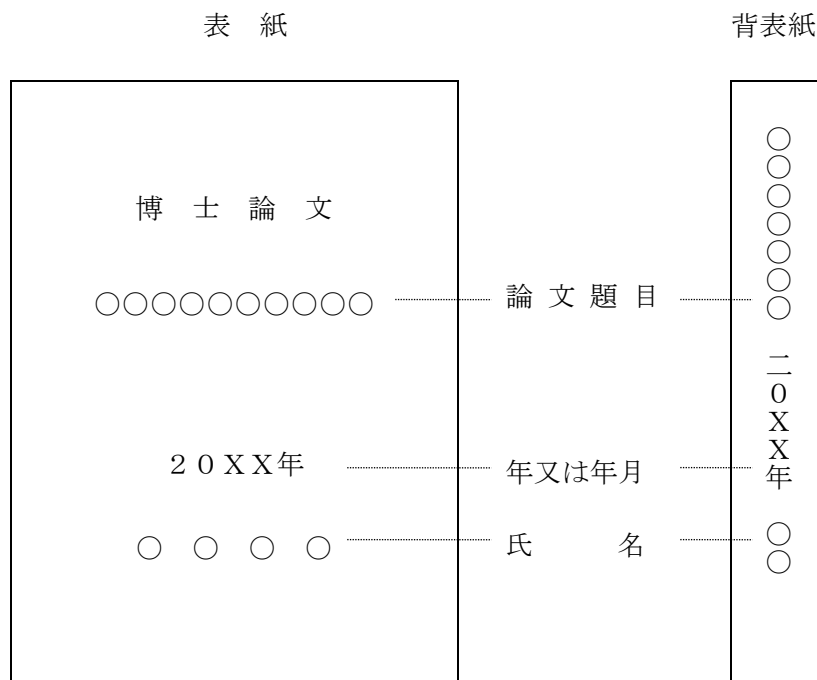 表　紙
背表紙
博　士　論　文
○○○○○○○○○○
論 文 題 目
○○○○○○○
２０ＸＸ年
年又は年月
二０ＸＸ年
○　○　○　○
氏　　　名
○○